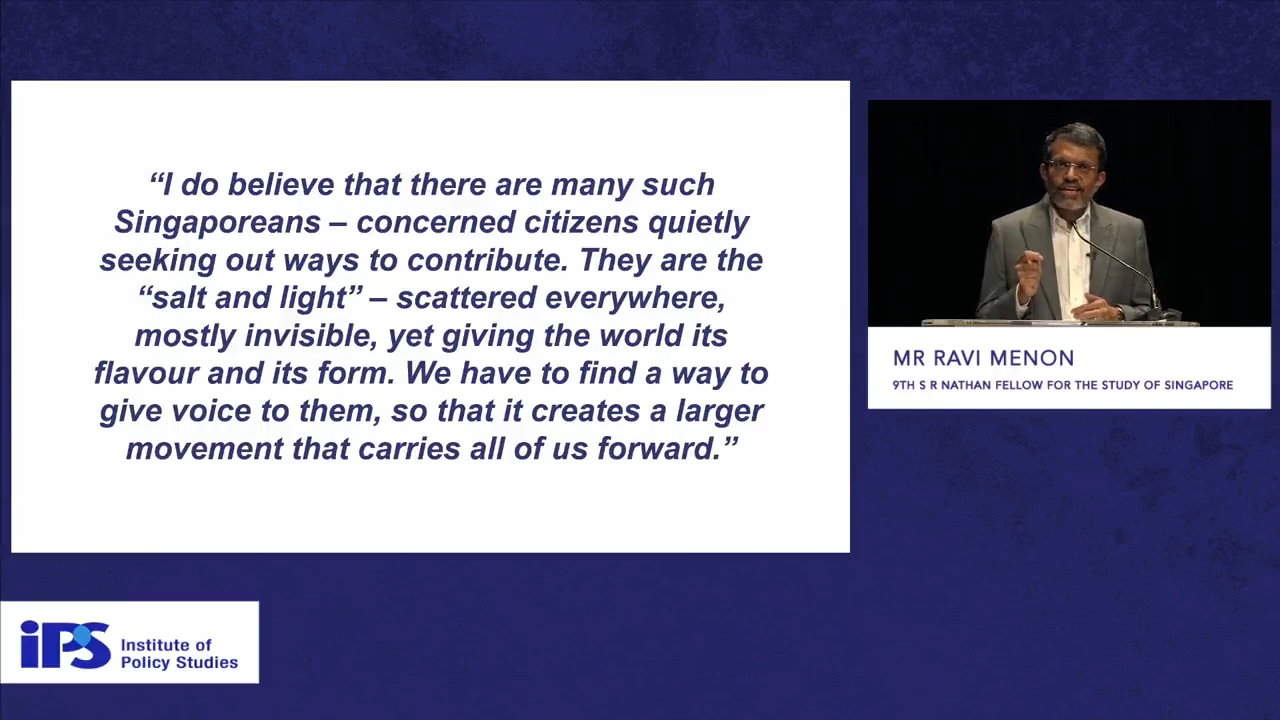 “I do believe that there are many such
Singaporeans – concerned citizens quietly
seeking out ways to contribute. They are the
“salt and light” – scattered everywhere,
mostly invisible, yet giving the world its
flavour and its form. We have to find a way to
give voice to them, so that it creates a larger
movement that carries all of us forward.”
MR RAVI MENON
9TH S R NATHAN FELLOW FOR THE STUDY OF SINGAPORE
iPS
Institute of
Policy Studies